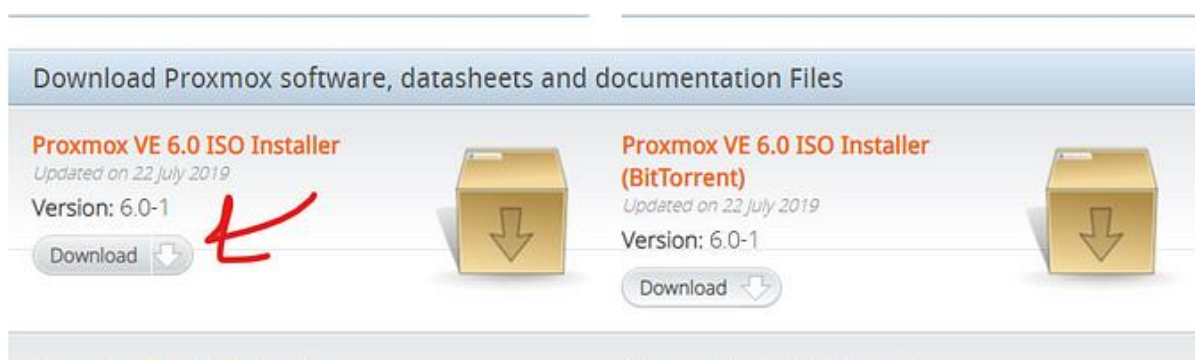 Download Proxmox software, datasheets and documentation Files
Proxmox VE 6.0 ISO Installer
Updated on 22 July 2019
Version: 6.0-1
Download
Proxmox VE 6.0 ISO Installer
(BitTorrent)
Updated on 22 July 2019
Version: 6.0-1
Download